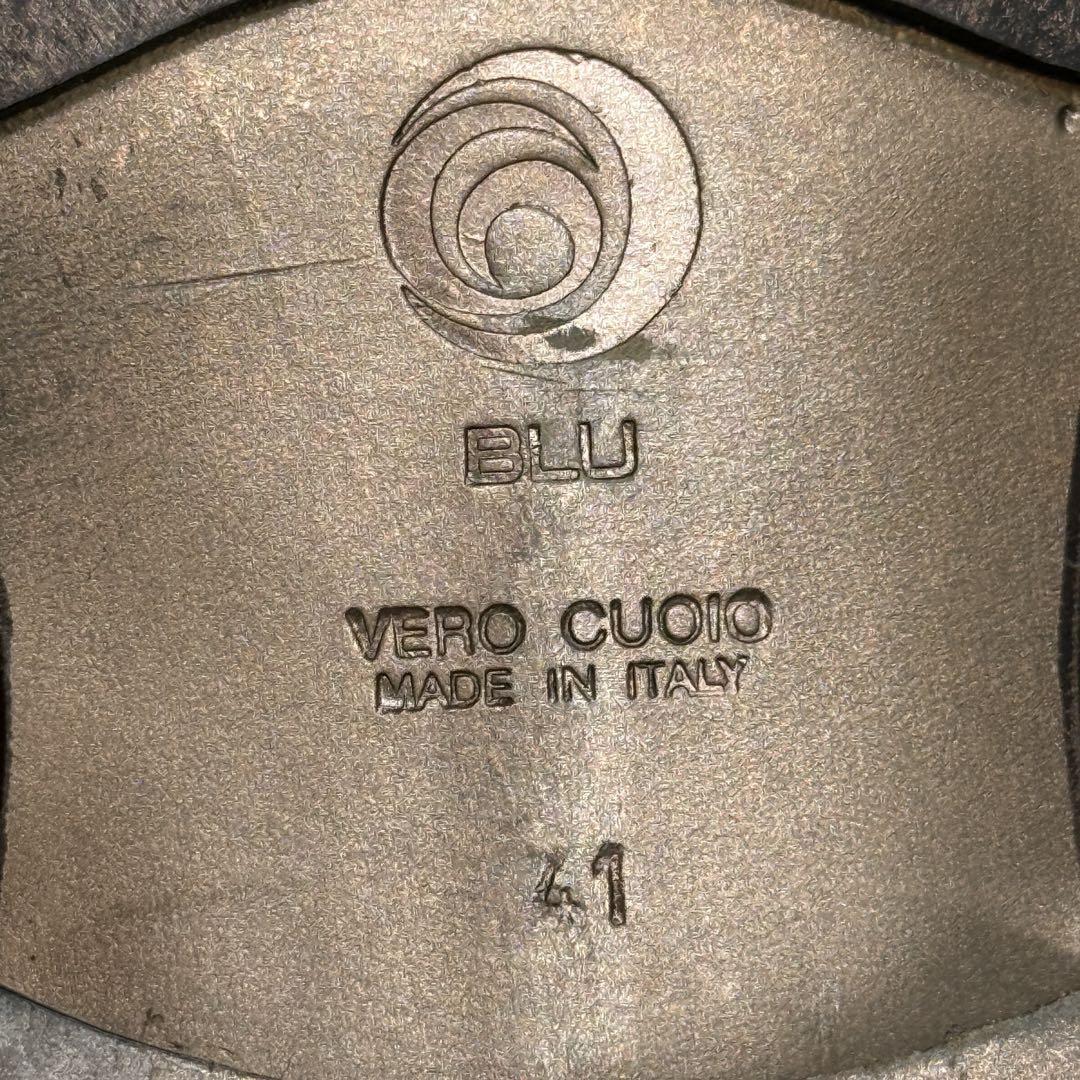 BLU
VERO CUOIO
MADE IN ITALY
41